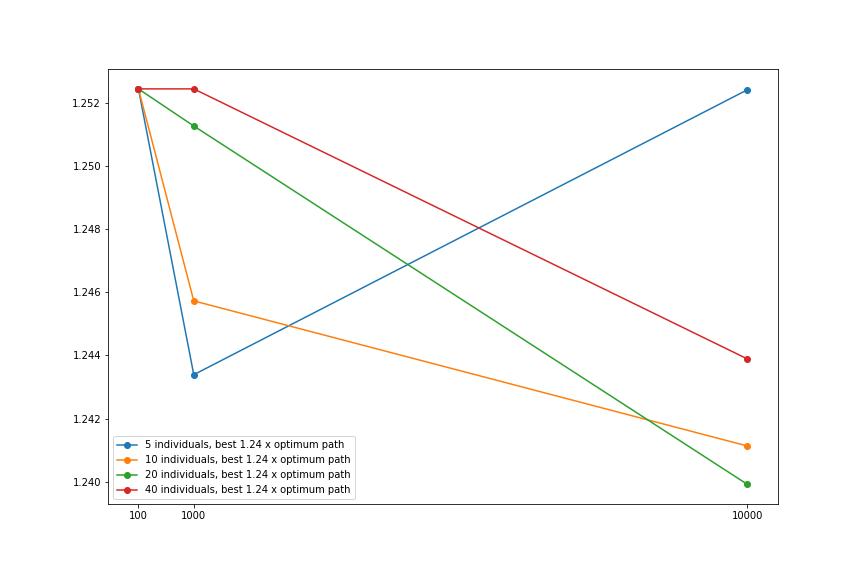 1.252
1.250
1.248
1.246
1.244
1.242
1.240
5 individuals, best 1.24 x optimum path
10 individuals, best 1.24 x optimum path
20 individuals, best 1.24 x optimum path
40 individuals, best 1.24 x optimum path
100 1000 10000